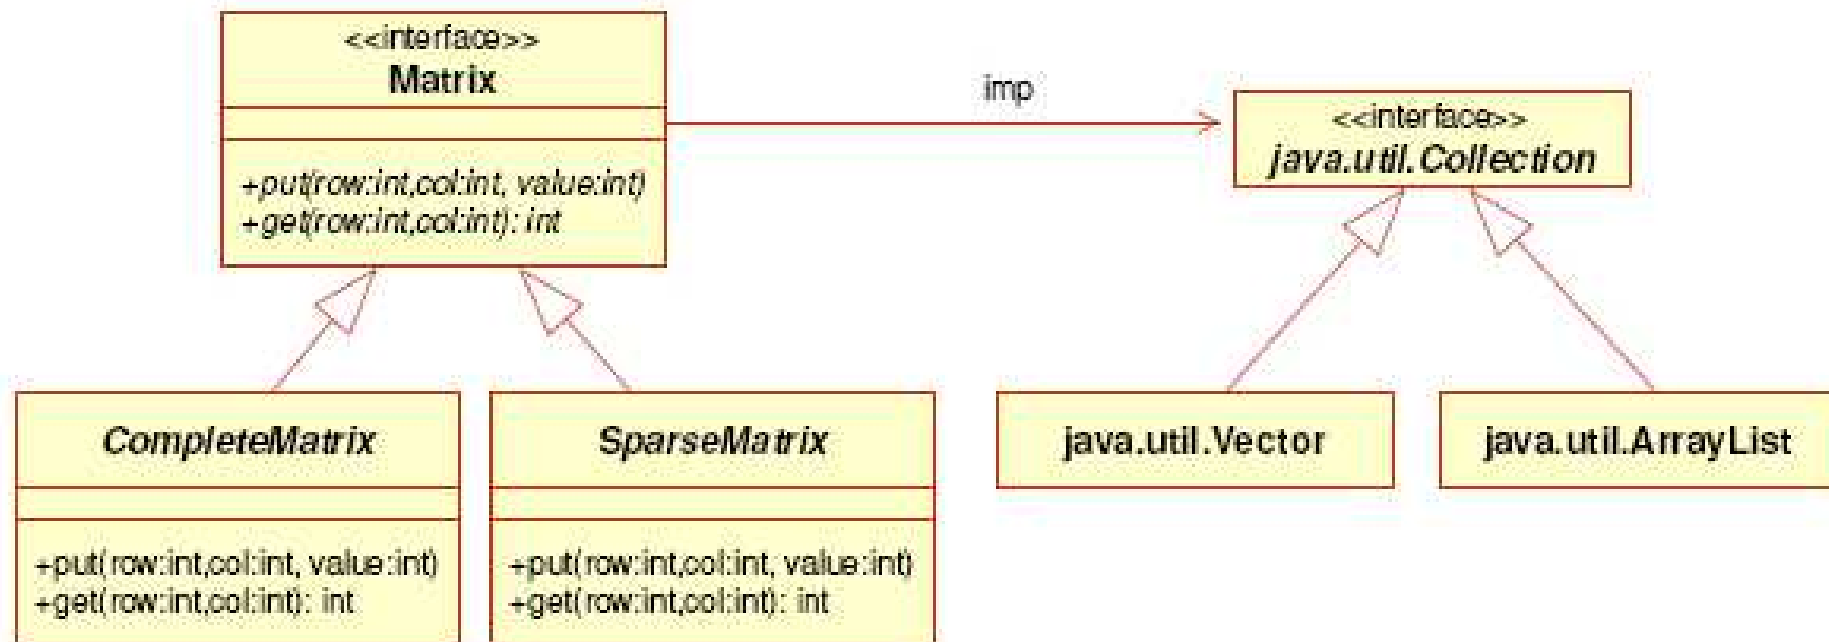 <<interface>>
Matrix
+put(row:int,col:int, value:int)
+get(row:int,col:int): int
imp
<<interface>>
java.util.Collection
CompleteMatrix
+put(row:int,col:int, value:int)
+get(row:int,col:int): int
SparseMatrix
+put(row:int,col:int, value:int)
+get(row:int,col:int): int
java.util.Vector
java.util.ArrayList